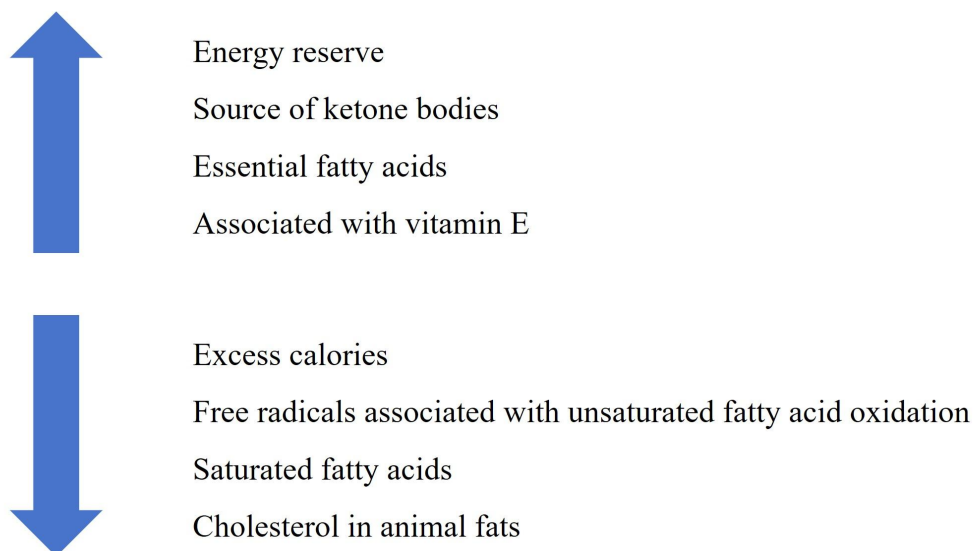 Energy reserve
Source of ketone bodies
Essential fatty acids
Associated with vitamin E
Excess calories
Free radicals associated with unsaturated fatty acid oxidation
Saturated fatty acids
Cholesterol in animal fats